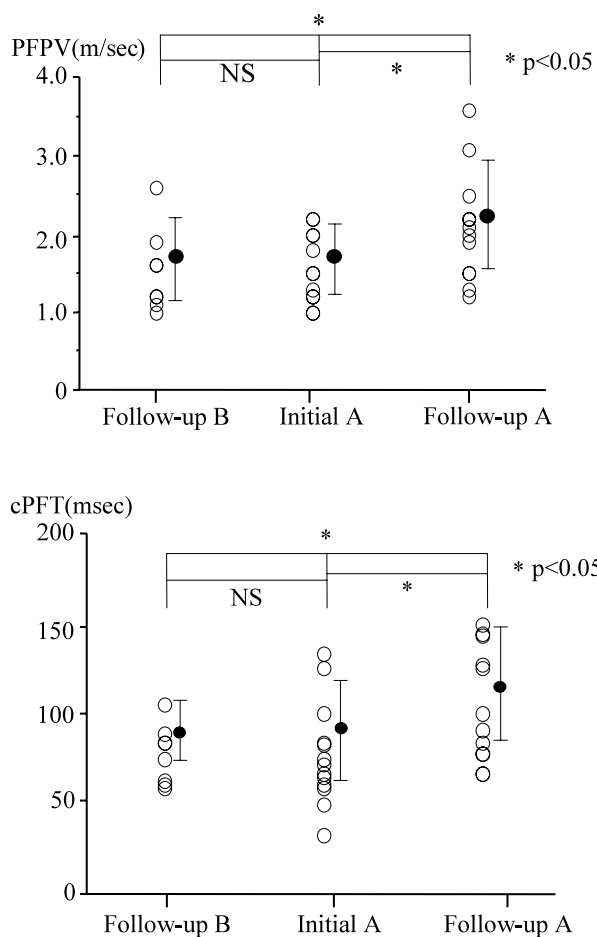 *
PFPV(m/sec)
NS
*
* p<0.05
4.0
3.0
2.0
1.0
0
Follow-up B
Initial A
Follow-up A
cPFT(msec)
200
*
* p<0.05
NS
*
150
100
50
0
Follow-up B
Initial A
Follow-up A